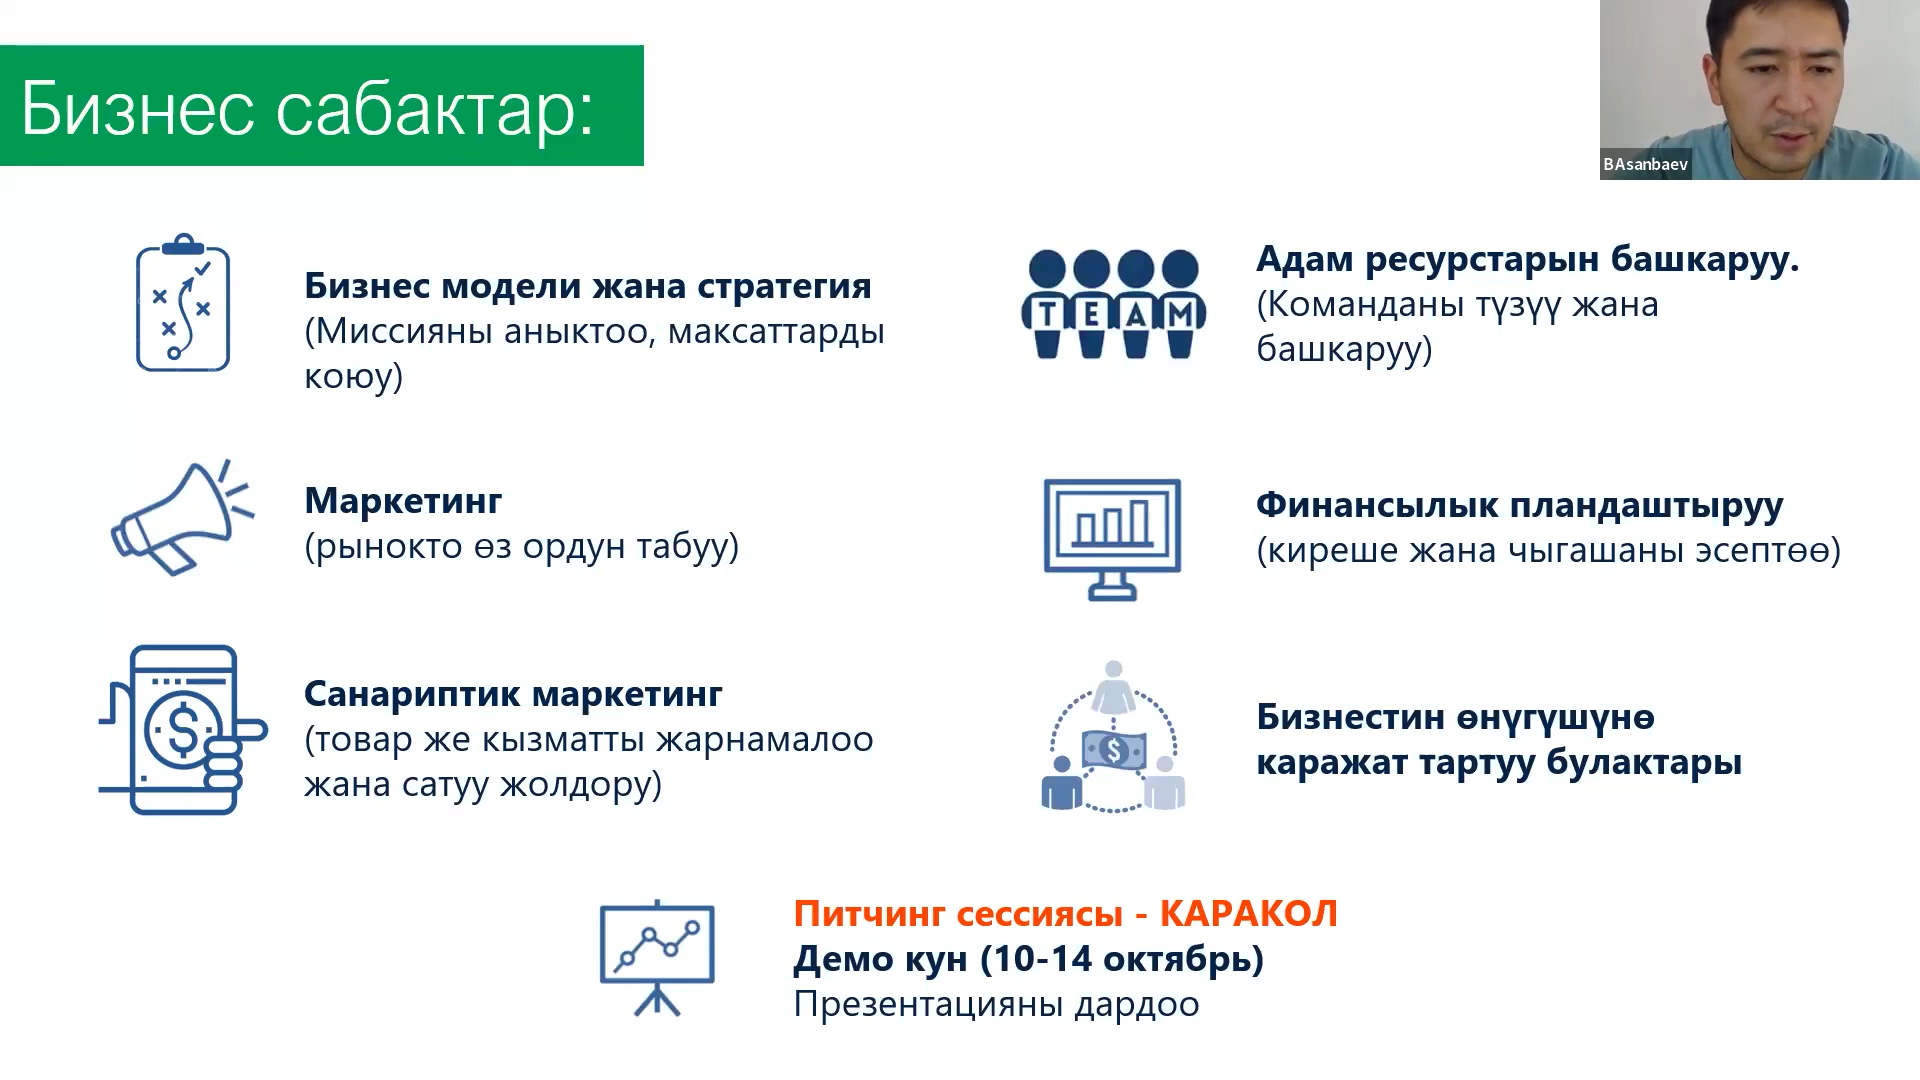 Бизнес сабактар:
BAsanbaev
Бизнес модели жана стратегия
(Миссияны аныктоо, максаттарды
коюу)
Маркетинг
(рынокто өз ордун табуу)
Санариптик маркетинг
(товар же кызматты жарнамалоо
жана сатуу жолдору)
TEAM
Адам ресурстарын башкаруу.
(Команданы түзүү жана
башкаруу)
Финансылык пландаштыруу
(киреше жана чыгашаны эсептөө)
Бизнестин өнүгүшүнө
каражат тартуу булактары
Питчинг сессиясы - КАРАКОЛ
Демо кун (10-14 октябрь)
Презентацияны дардоо